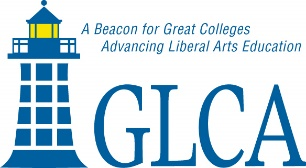 A Beacon for Great Colleges
Advancing Liberal Arts Education
GLCA